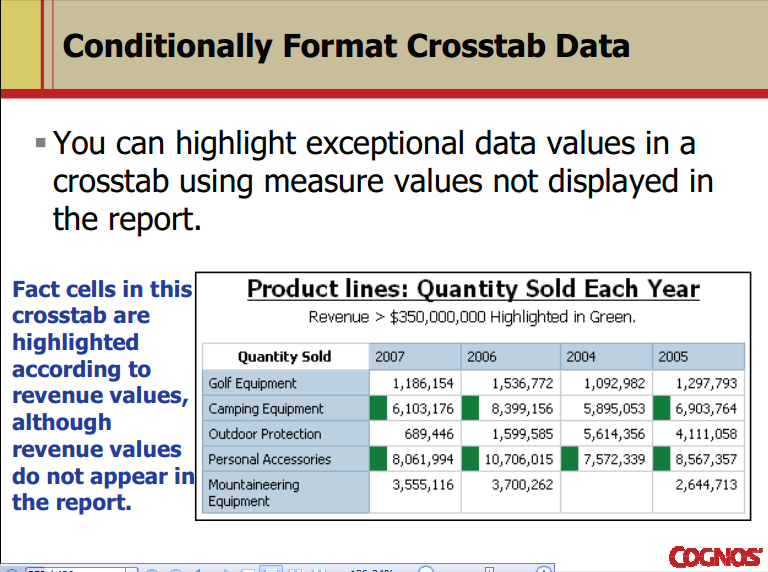 Conditionally Format Crosstab Data
▪ You can highlight exceptional data values in a
crosstab using measure values not displayed in
the report.
Fact cells in this
crosstab are
highlighted
according to
revenue values,
although
revenue values
do not appear in
the report.
Product lines: Quantity Sold Each Year
Revenue > $350,000,000 Highlighted in Green.
Quantity Sold 2007 2006 2004 2005
Golf Equipment 1,186,154 1,536,772 1,092,982 1,297,793
Camping Equipment 6,103,176 8,399,156 5,895,053 6,903,764
Outdoor Protection 689,446 1,599,585 5,614,356 4,111,058
Personal Accessories 8,061,994 10,706,015 7,572,339 8,567,357
Mountaineering 3,555,116 3,700,262 2,644,713
Equipment
COGNOS